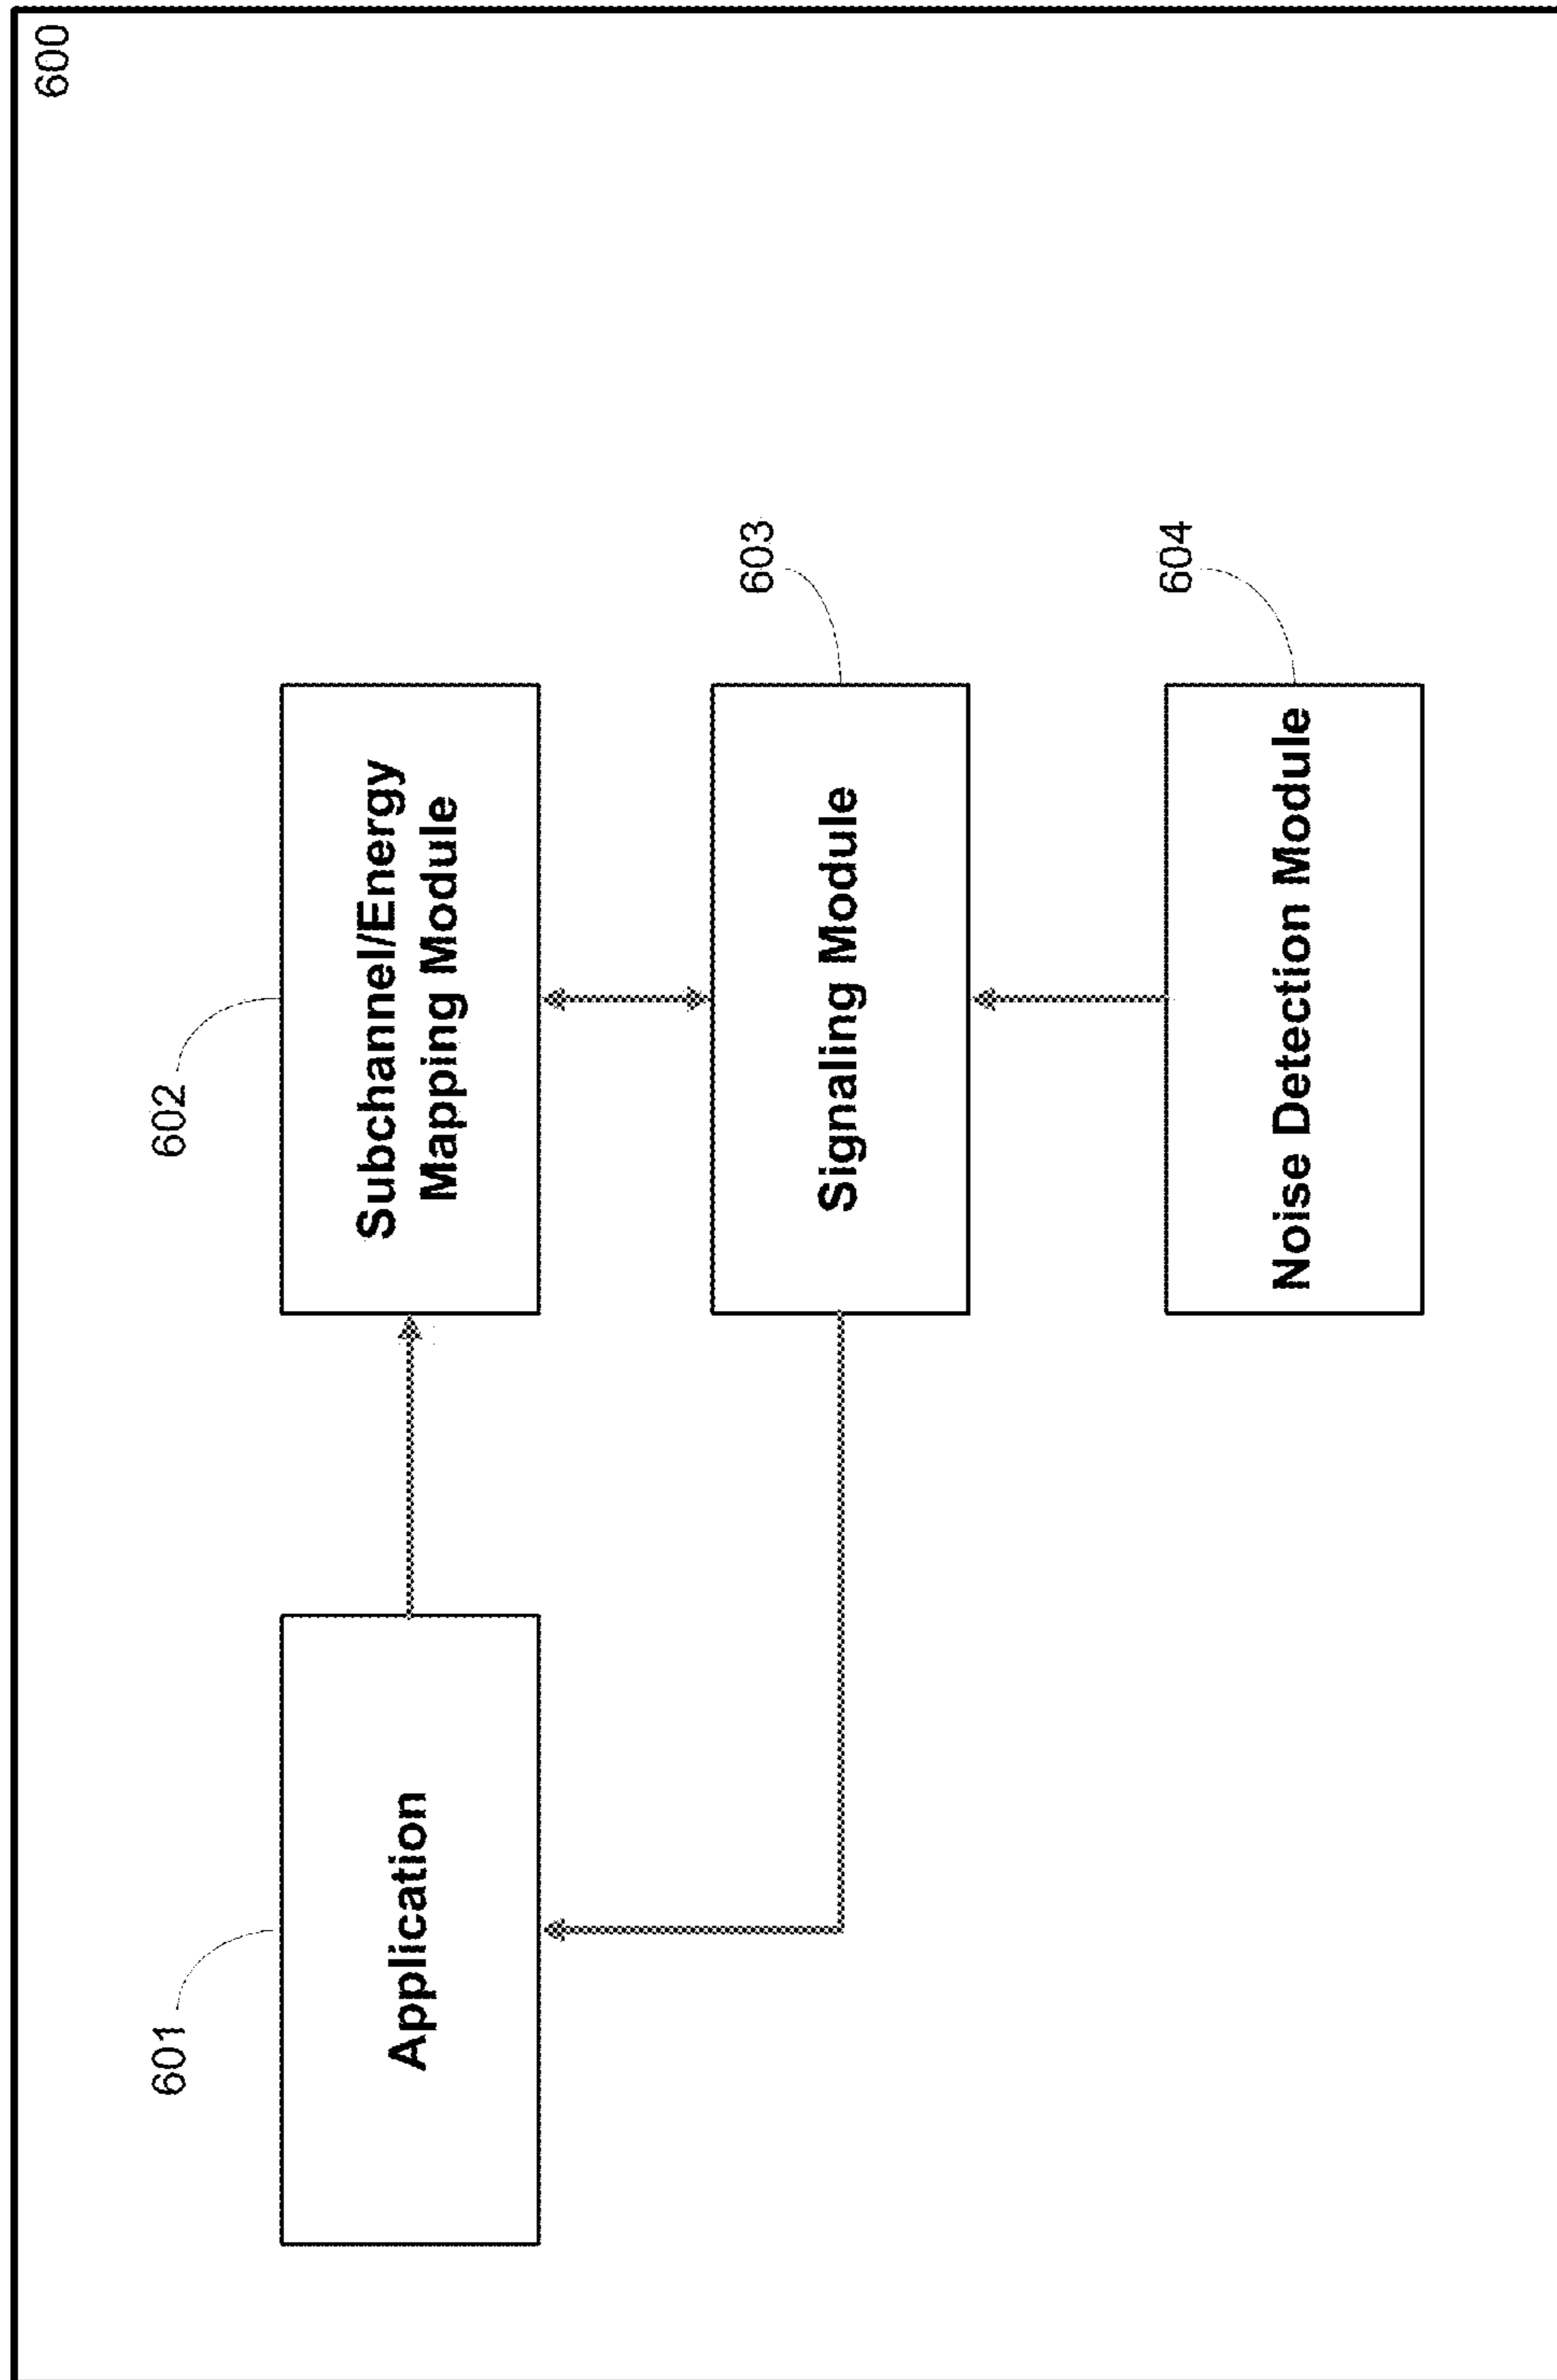 600
601
Application
602
Subchannel/Energy
Mapping Module
603
Signaling Module
604
Noise Detection Module